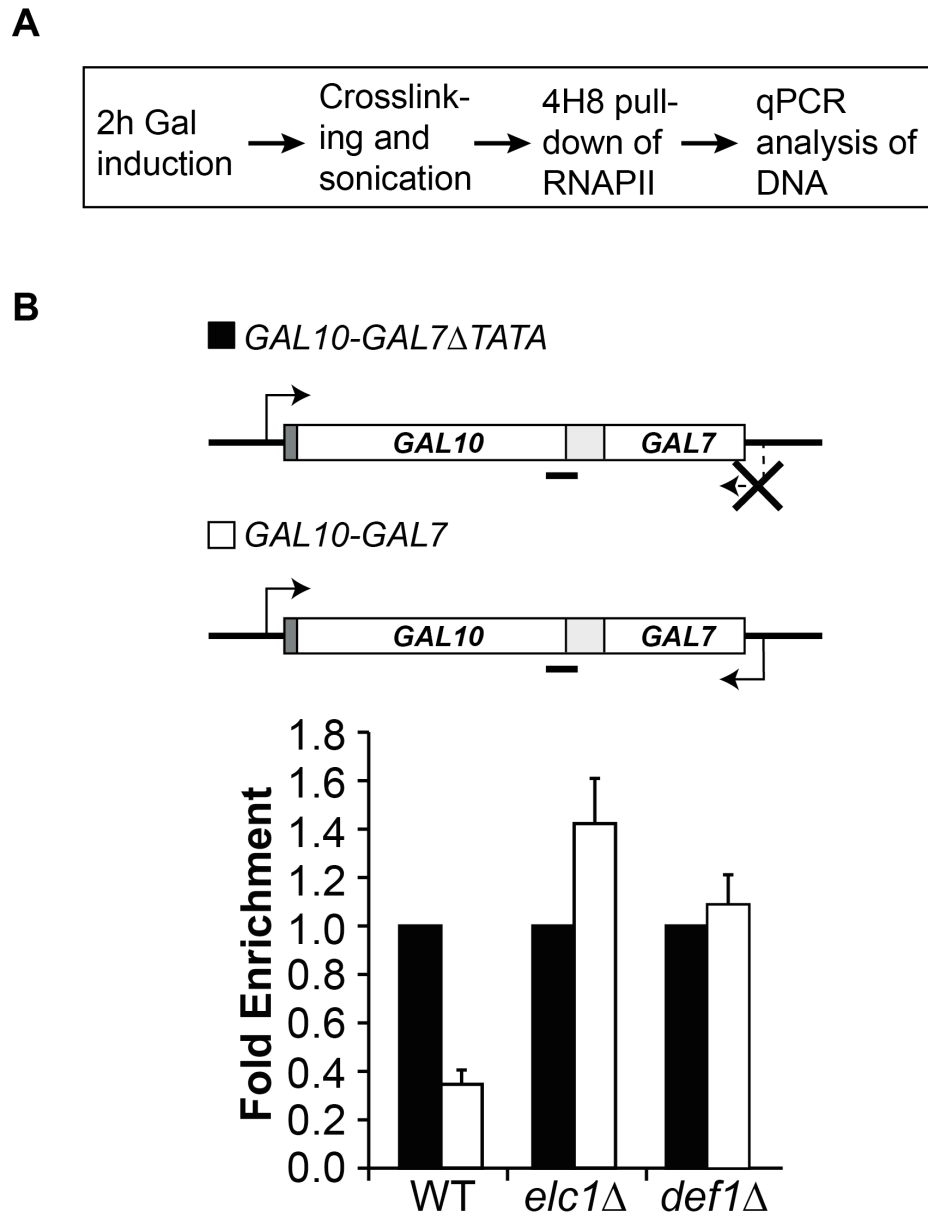 A
2h Gal
induction
Crosslink-
ing and
sonication
4H8 pull-
down of
RNAPII
qPCR
analysis of
DNA
B
GAL10-GAL7ΔTATA
GAL10
GAL7
GAL10-GAL7
GAL10
GAL7
Fold Enrichment
1.8
1.6
1.4
1.2
1.0
0.8
0.6
0.4
0.2
0.0
WT
elc1Δ
def1Δ